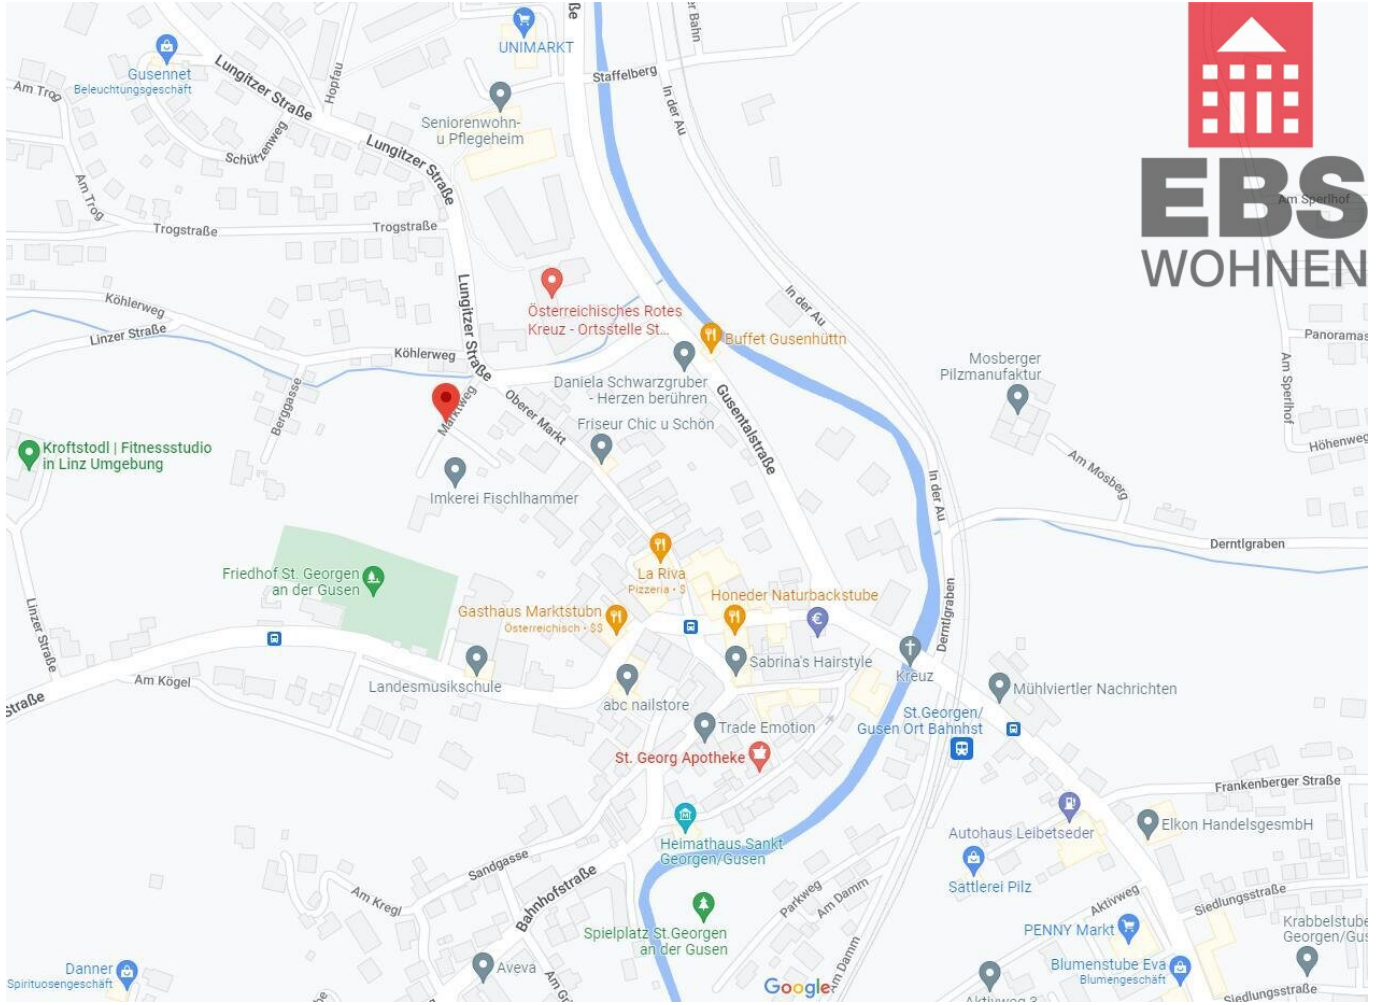 ße
er Bahn
UNIMARKT
Gusennet
Beleuchtungsgeschäft
Am Trog
Lungitzer Straße
Hopfau
Staffelberg
In der Au
Seniorenwohn-
u Pflegeheim
Schützenweg
Lungitzer Straße
EBS
WOHNEN
Am Sperlhof
Am Trog
Trogstraße
Trogstraße
Lungitzer Straße
Österreichisches Rotes
Kreuz - Ortsstelle St...
In der Au
Köhlerweg
Linzer Straße
Köhlerweg
Buffet Gusenhüttn
Panoramas
Mosberger
Pilzmanufaktur
Am Sperlhof
Daniela Schwarzgruber
- Herzen berühren
Berggasse
Marktweg
Oberer Markt
Gusentalstraße
Friseur Chic u Schön
Höhenweg
Kroftstodl | Fitnessstudio
in Linz Umgebung
Imkerei Fischlhammer
In der Au
Am Mosberg
Derntlgraben
La Riva
Pizzeria • $
Friedhof St. Georgen
an der Gusen
Honeder Naturbackstube
Gasthaus Marktstubn
Österreichisch • $$
€
Derntlgraben
Linzer Straße
Sabrina's Hairstyle
Kreuz
Am Kögel
Landesmusikschule
Mühlviertler Nachrichten
Straße
abc nailstore
St.Georgen/
Gusen Ort Bahnhst
Trade Emotion
St. Georg Apotheke
Frankenberger Straße
Autohaus Leibetseder
Elkon HandelsgesmbH
Heimathaus Sankt
Georgen/Gusen
Sandgasse
Bahnhofstraße
Sattlerei Pilz
Am Kregl
Parkweg
Am Damm
Aktivweg
Siedlungsstraße
Spielplatz St.Georgen
an der Gusen
PENNY Markt
Krabbelstube
Georgen/Gus
Am Damm
Danner
Spirituosengeschäft
Aveva
Am Gr
Blumenstube Eva
Blumengeschäft
Google
Aktivweg 3
Siedlungsstraße
ße